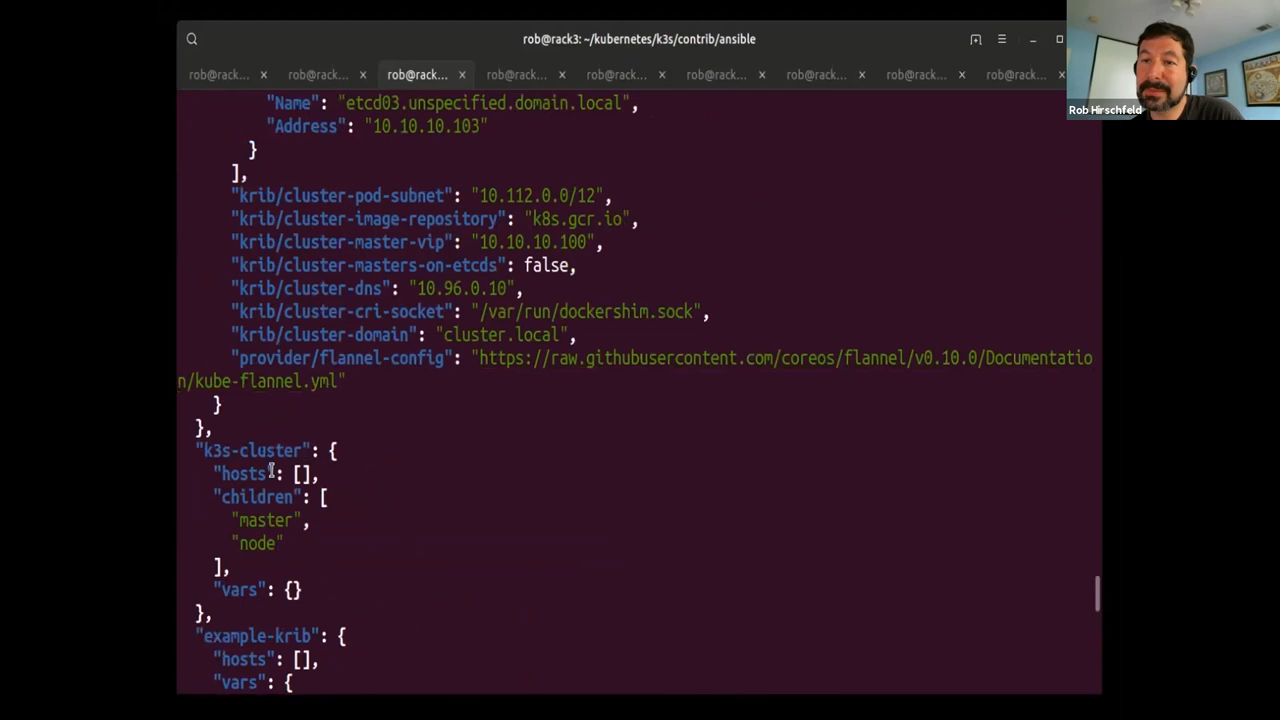 rob@rack3: ~/kubernetes/k3s/contrib/ansible
rob@rack... × rob@rack... × rob@rack... × rob@rack... × rob@rack... × rob@rack... × rob@rack... × rob@rack... × rob@rack... ×
Rob Hirschfeld
"Name": "etcd03.unspecified.domain.local",
"Address": "10.10.10.103"
}
],
"krib/cluster-pod-subnet": "10.112.0.0/12",
"krib/cluster-image-repository": "k8s.gcr.io",
"krib/cluster-master-vip": "10.10.10.100",
"krib/cluster-masters-on-etcds": false,
"krib/cluster-dns": "10.96.0.10",
"krib/cluster-cri-socket": "/var/run/dockershim.sock",
"krib/cluster-domain": "cluster.local",
"provider/flannel-config": "https://raw.githubusercontent.com/coreos/flannel/v0.10.0/Documentatio
n/kube-flannel.yml"
}
},
"k3s-cluster": {
"hosts": [],
"children": [
"master",
"node"
],
"vars": {}
},
"example-krib": {
"hosts": [],
"vars": {